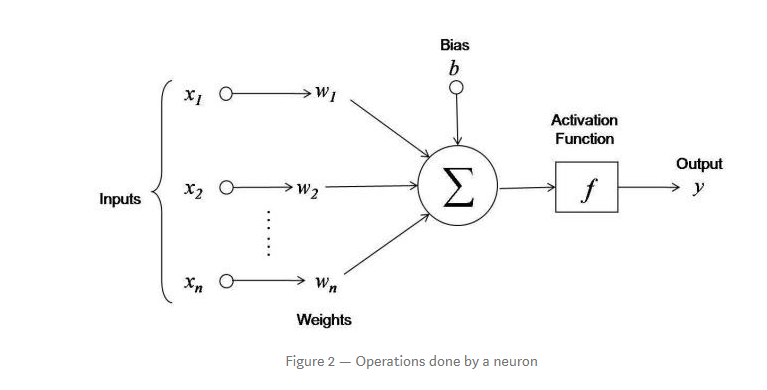 Bias
b
x1 w1
Activation
Function
Output
Inputs x2 w2 Σ f y
xn wn
Weights
Figure 2 — Operations done by a neuron